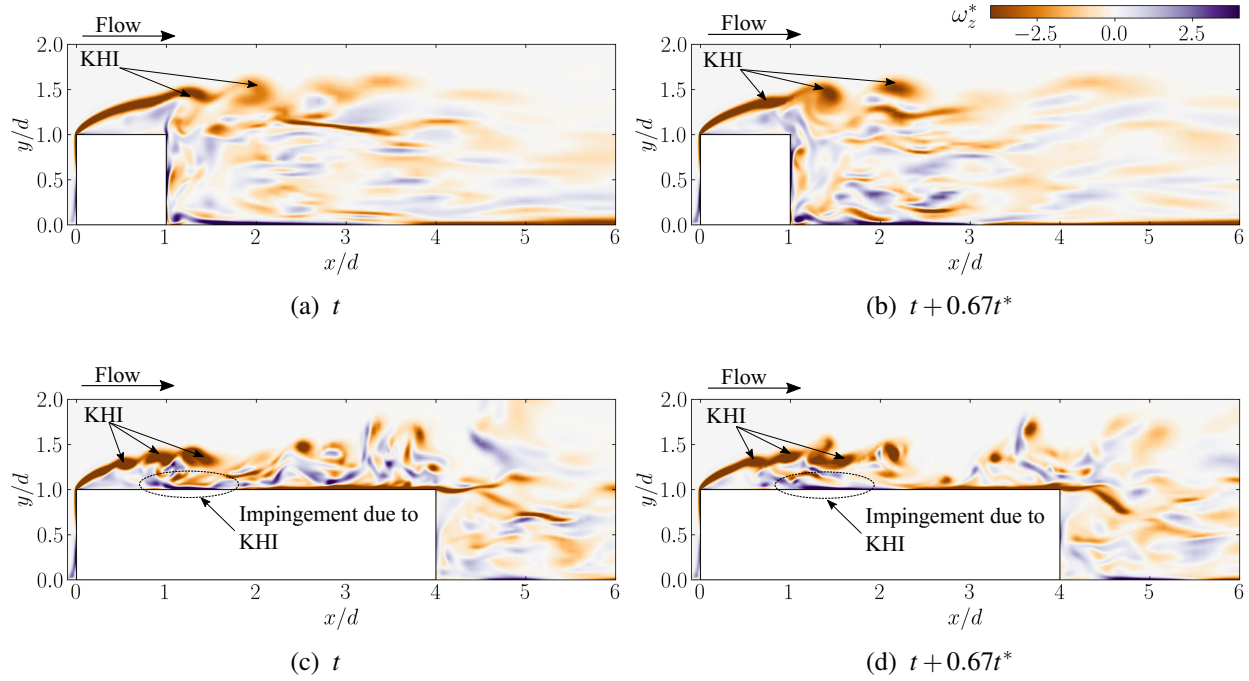 Flow
KHI
2.0
1.5
1.0
0.5
0.0
y/d
0 1 2 3 4 5 6
x/d
(a) t
Flow
ω*z
−2.5 0.0 2.5
KHI
2.0
1.5
1.0
0.5
0.0
y/d
0 1 2 3 4 5 6
x/d
(b) t + 0.67t*
Flow
KHI
2.0
1.5
1.0
0.5
0.0
y/d
Impingement due to
KHI
0 1 2 3 4 5 6
x/d
(c) t
Flow
KHI
2.0
1.5
1.0
0.5
0.0
y/d
Impingement due to
KHI
0 1 2 3 4 5 6
x/d
(d) t + 0.67t*